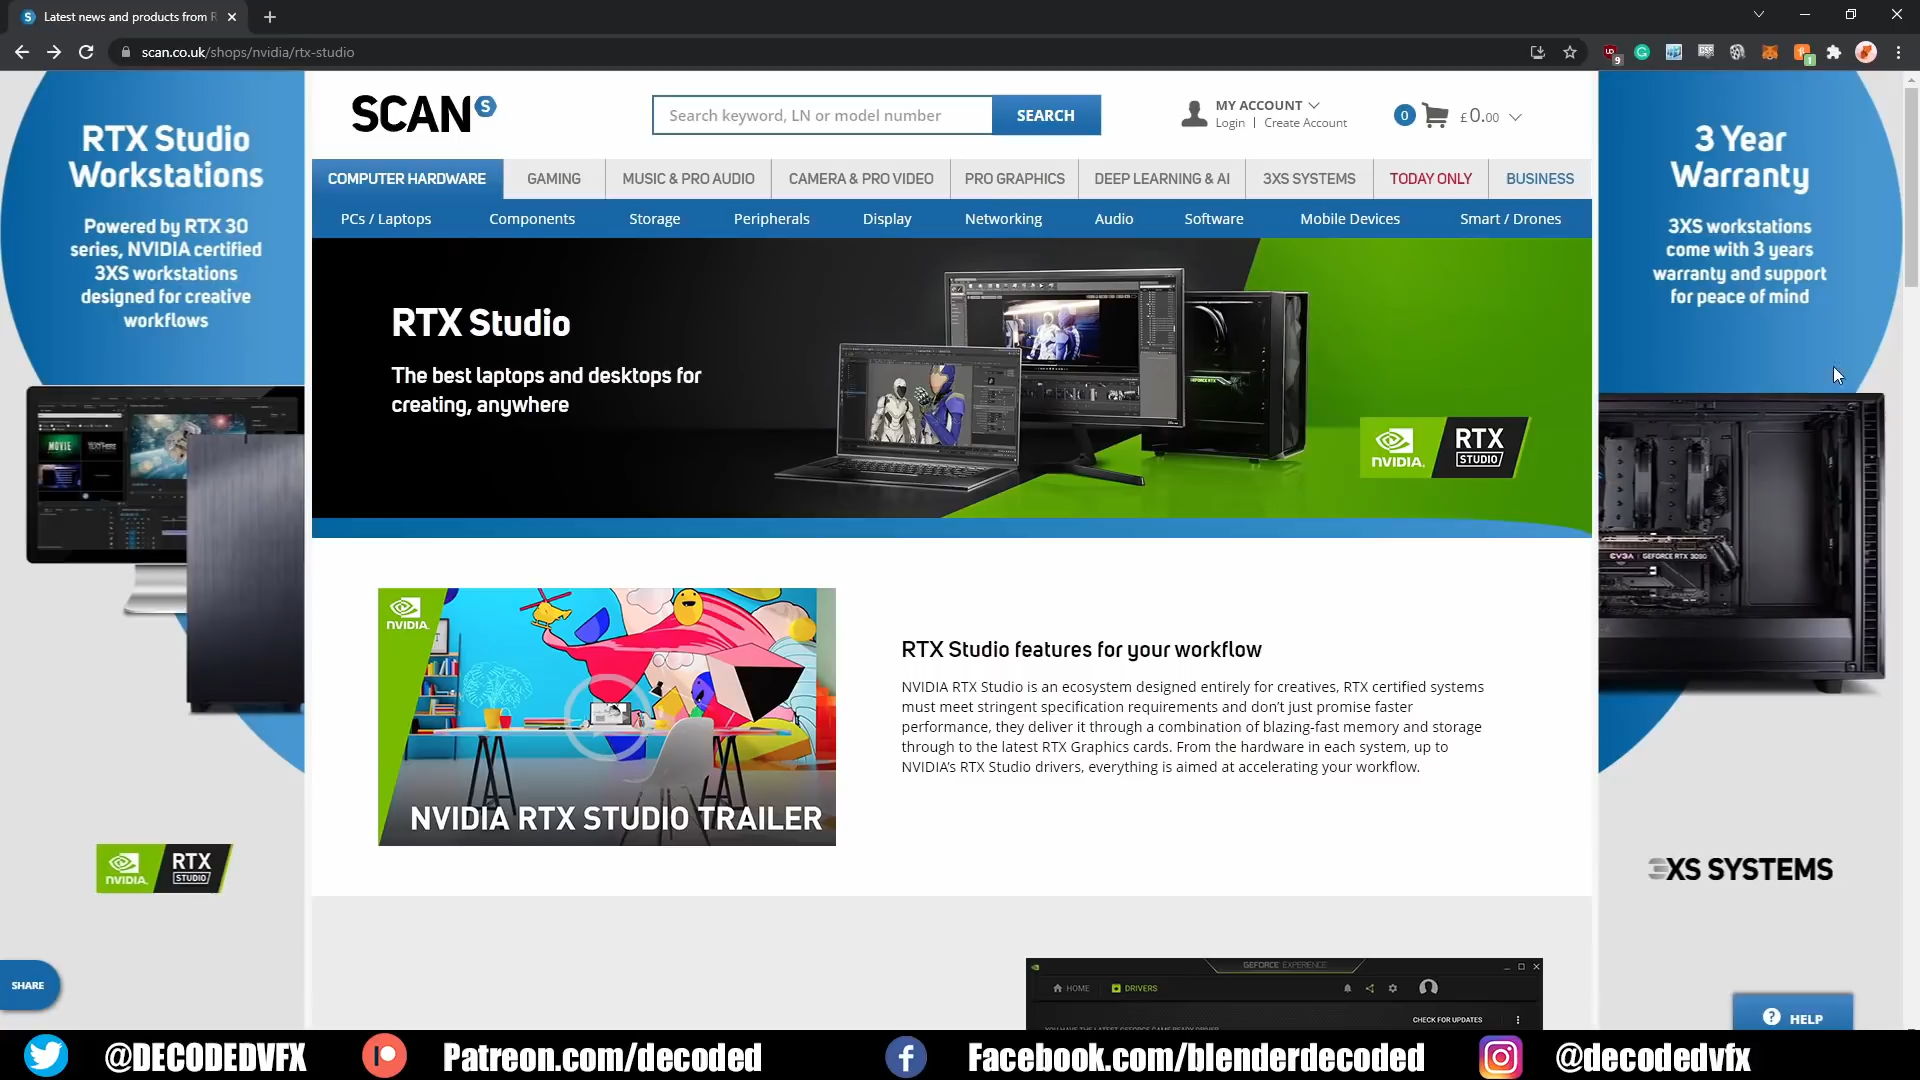 Latest news and products from R
scan.co.uk/shops/nvidia/rtx-studio
9
1
RTX Studio
Workstations
Powered by RTX 30
series, NVIDIA certified
3XS workstations
designed for creative
workflows
SCAN S
Search keyword, LN or model number
SEARCH
MY ACCOUNT
Login | Create Account
0
£0.00
COMPUTER HARDWARE
GAMING
MUSIC & PRO AUDIO
CAMERA & PRO VIDEO
PRO GRAPHICS
DEEP LEARNING & AI
3XS SYSTEMS
TODAY ONLY
BUSINESS
PCs / Laptops
Components
Storage
Peripherals
Display
Networking
Audio
Software
Mobile Devices
Smart / Drones
3 Year
Warranty
3XS workstations
come with 3 years
warranty and support
for peace of mind
RTX Studio
The best laptops and desktops for
creating, anywhere
GEFORCE RTX
NVIDIA.
RTX
STUDIO
MOVIE
EVGA GEFORCE RTX 3090
NVIDIA.
NVIDIA RTX STUDIO TRAILER
RTX Studio features for your workflow
NVIDIA RTX Studio is an ecosystem designed entirely for creatives, RTX certified systems
must meet stringent specification requirements and don't just promise faster
performance, they deliver it through a combination of blazing-fast memory and storage
through to the latest RTX Graphics cards. From the hardware in each system, up to
NVIDIA's RTX Studio drivers, everything is aimed at accelerating your workflow.
NVIDIA.
RTX
STUDIO
3XS SYSTEMS
SHARE
GEFORCE EXPERIENCE
HOME
DRIVERS
CHECK FOR UPDATES
? HELP
@DECODEDVFX
Patreon.com/decoded
Facebook.com/blenderdecoded
@decodedvfx